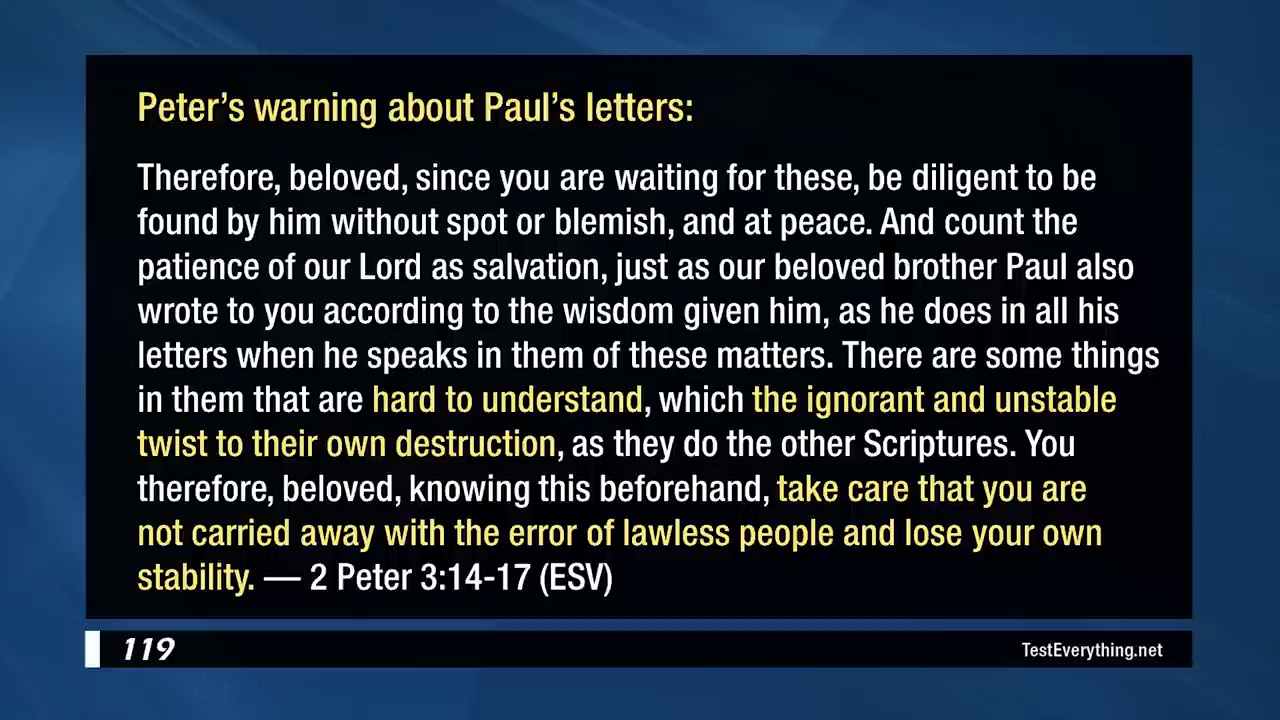 Peter’s warning about Paul’s letters:
Therefore, beloved, since you are waiting for these, be diligent to be
found by him without spot or blemish, and at peace. And count the
patience of our Lord as salvation, just as our beloved brother Paul also
wrote to you according to the wisdom given him, as he does in all his
letters when he speaks in them of these matters. There are some things
in them that are hard to understand, which the ignorant and unstable
twist to their own destruction, as they do the other Scriptures. You
therefore, beloved, knowing this beforehand, take care that you are
not carried away with the error of lawless people and lose your own
stability. — 2 Peter 3:14-17 (ESV)
119
TestEverything.net